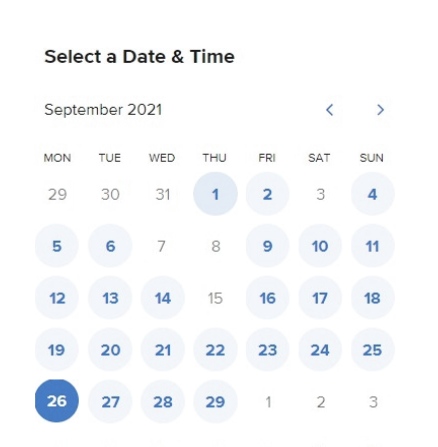 Select a Date & Time
September 2021
MON TUE WED THU FRI SAT SUN
29 30 31 1 2 3 4
5 6 7 8 9 10 11
12 13 14 15 16 17 18
19 20 21 22 23 24 25
26 27 28 29 1 2 3